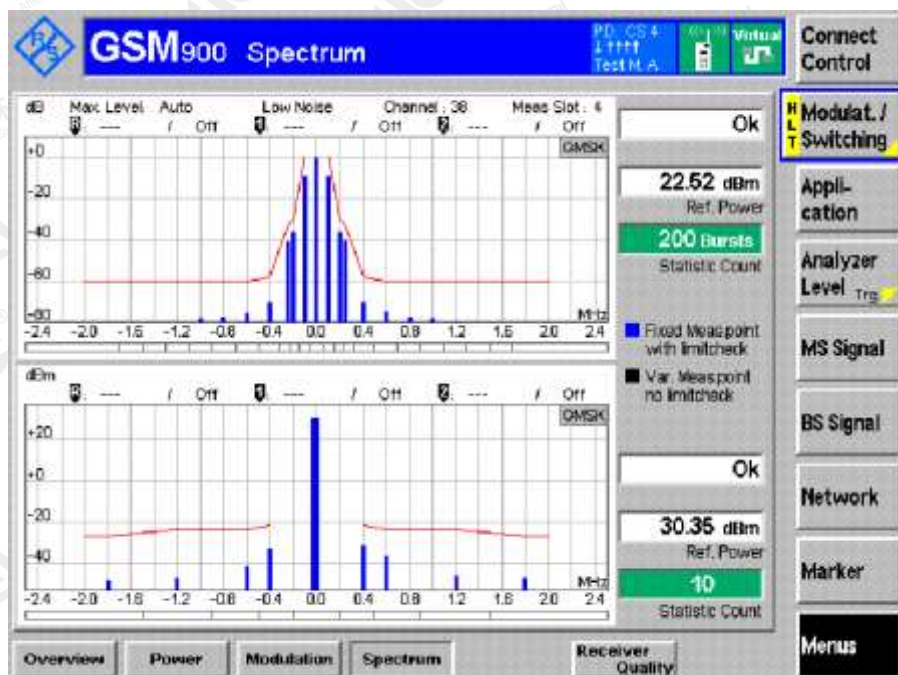 GSM900 Spectrum
PD: CS4
Test M. A
Virtual
Connect Control
dB Max. Level Auto Low Noise Channel: 38 Meas Slot: 4
--- / Off --- / Off --- / Off
GMSK
+0
-20
-40
-60
-80
MHz
-2.4 -2.0 -1.6 -1.2 -0.8 -0.4 0.0 0.4 0.8 1.2 1.6 2.0 2.4
Ok
22.52 dBm
Ref. Power
200 Bursts
Statistic Count
Fixed Measpoint
with limitcheck
Var. Measpoint
no limitcheck
dBm
--- / Off --- / Off 2 --- / Off
GMSK
+20
+0
-20
-40
MHz
-2.4 -2.0 -1.6 -1.2 -0.8 -0.4 0.0 0.4 0.8 1.2 1.6 2.0 2.4
Ok
30.35 dBm
Ref. Power
10
Statistic Count
HLT
Modulat. /
Switching
Appli-
cation
Analyzer
Level Trg
MS Signal
BS Signal
Network
Marker
Menus
Overview Power Modulation Spectrum Receiver
Quality